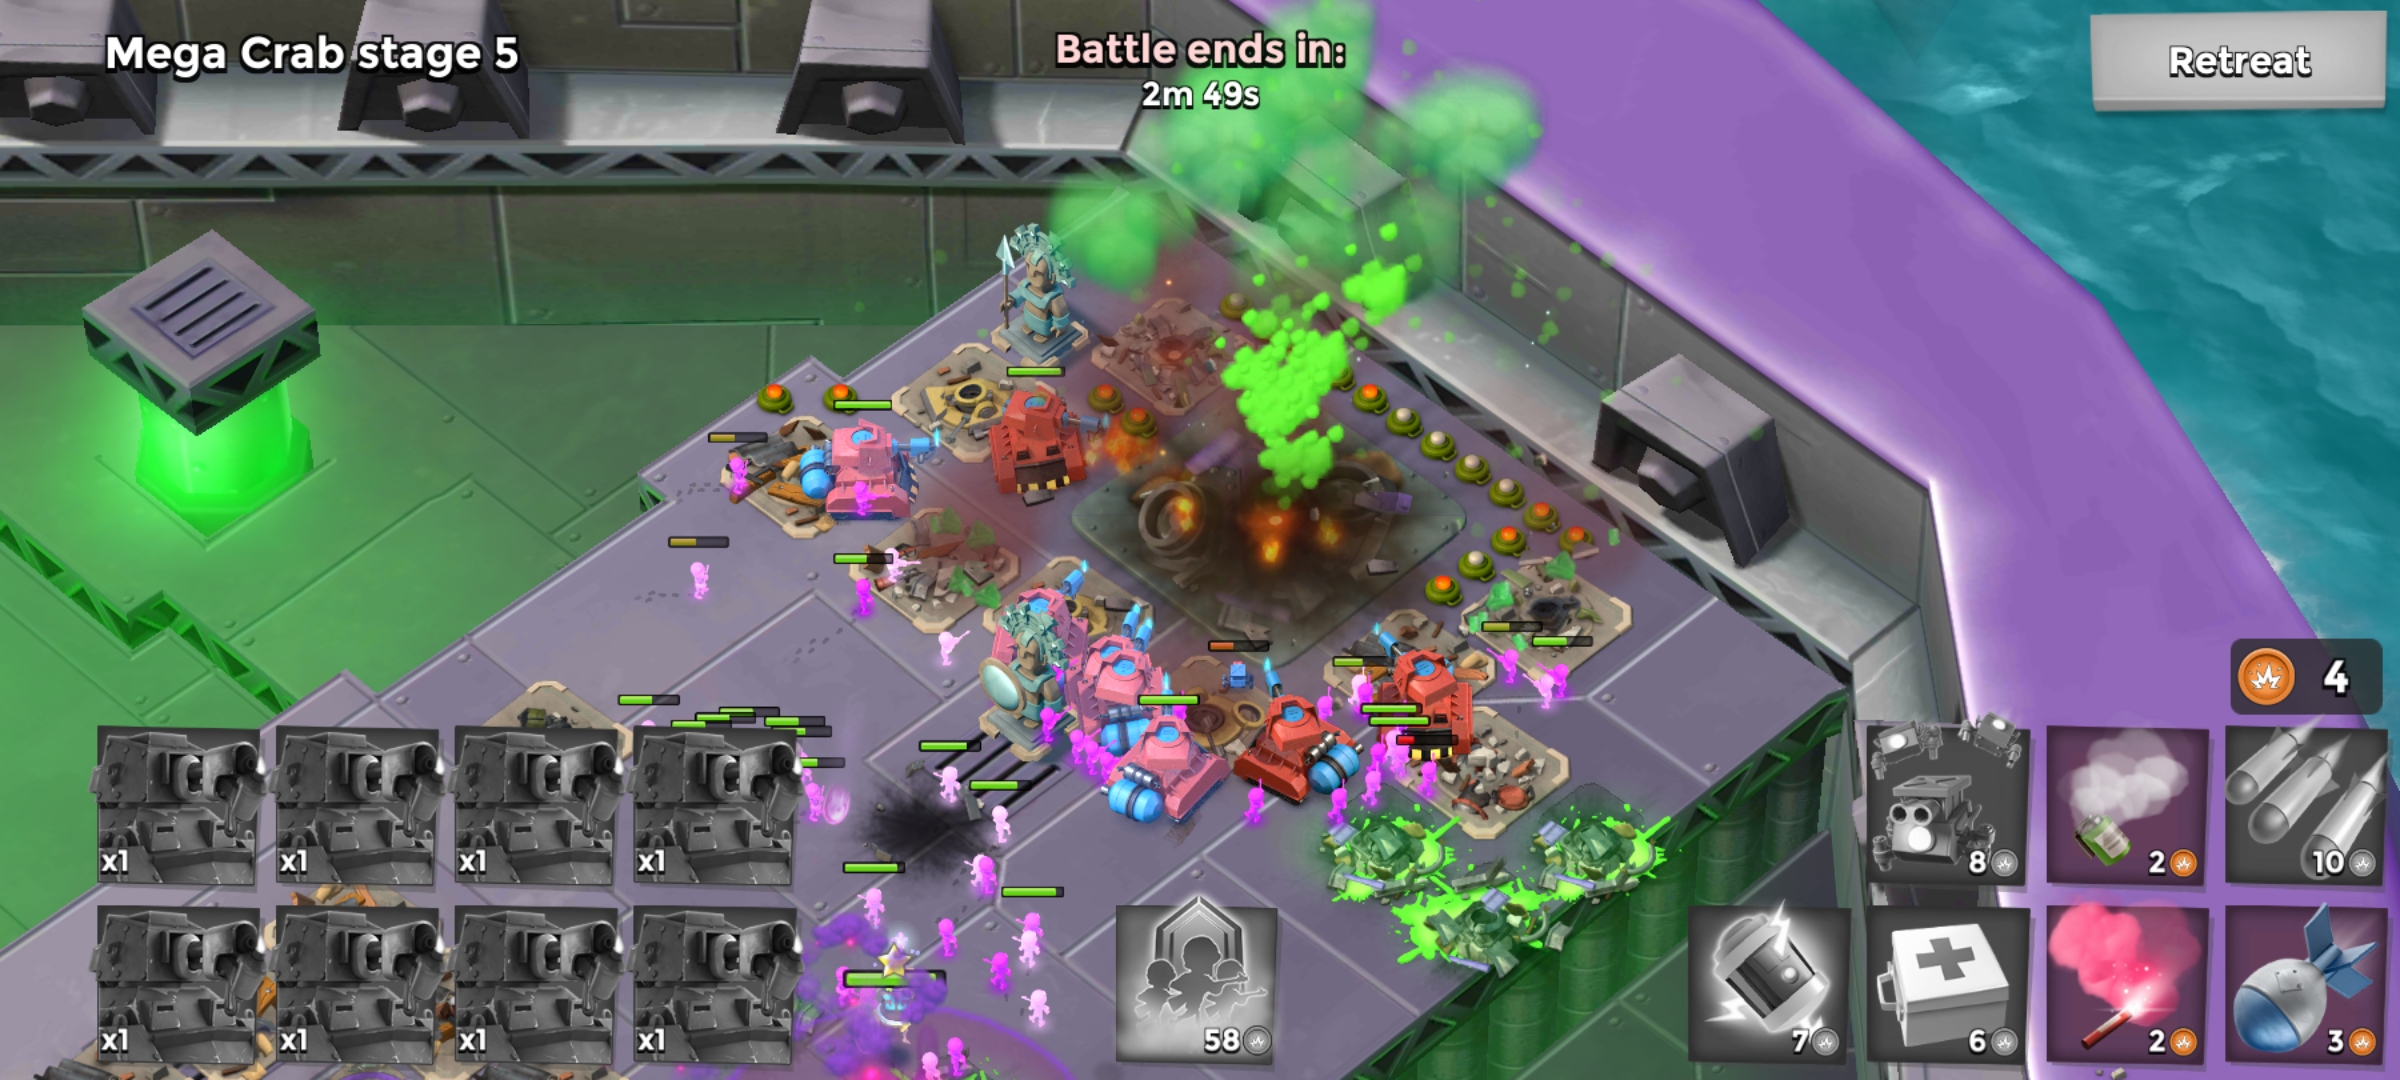 Mega Crab stage 5
Battle ends in:
2m 49s
Retreat
4
x1
x1
x1
x1
8
2
10
x1
x1
x1
x1
58
7
6
2
3